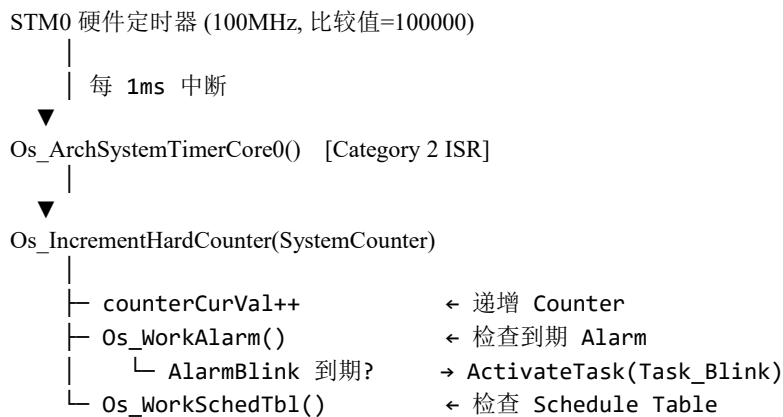 STM0 硬件定时器 (100MHz, 比较值=100000)
│
│ 每 1ms 中断
▼
Os_ArchSystemTimerCore0() [Category 2 ISR]
│
▼
Os_IncrementHardCounter(SystemCounter)
│
├─ counterCurVal++ ← 递增 Counter
├─ Os_WorkAlarm() ← 检查到期 Alarm
│ └─ AlarmBlink 到期? → ActivateTask(Task_Blink)
└─ Os_WorkSchedTbl() ← 检查 Schedule Table